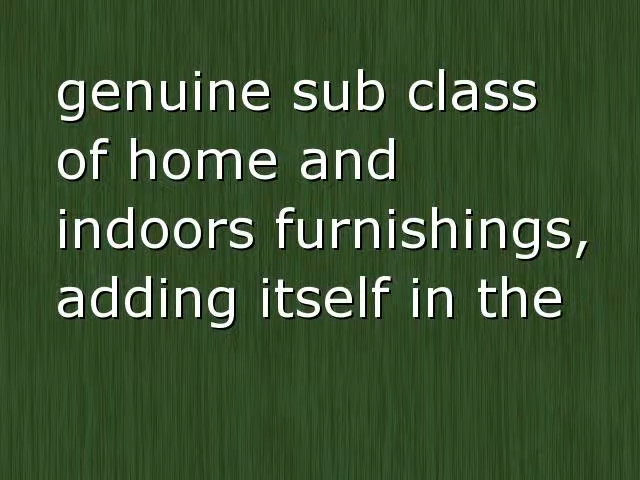 genuine sub class
of home and
indoors furnishings,
adding itself in the